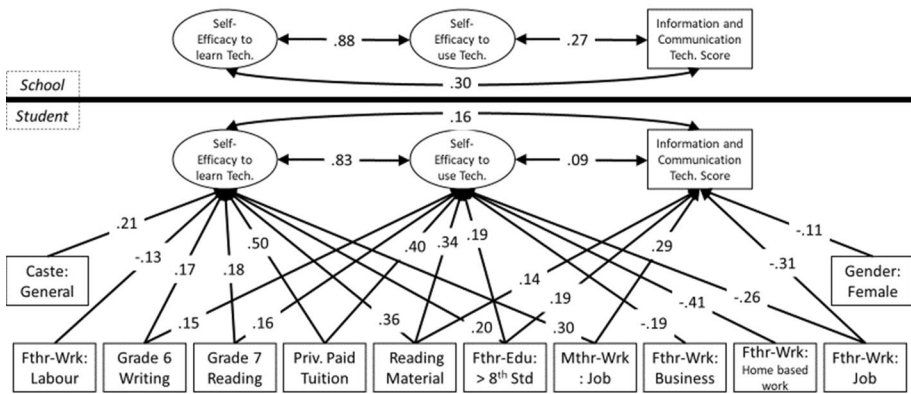 Self-
Efficacy to
learn Tech.
.88
Self-
Efficacy to
use Tech.
.27
Information and
Communication
Tech. Score
.30
School
Student
.16
Self-
Efficacy to
learn Tech.
.83
Self-
Efficacy to
use Tech.
.09
Information and
Communication
Tech. Score
.21
-.13
.17
.18
.50
.40
.34
.19
.14
.19
.29
-.31
-.11
Caste:
General
Gender:
Female
.15
.16
.36
.20
.30
-.19
-.41
-.26
Fthr-Wrk:
Labour
Grade 6
Writing
Grade 7
Reading
Priv. Paid
Tuition
Reading
Material
Fthr-Edu:
> 8th Std
Mthr-Wrk
: Job
Fthr-Wrk:
Business
Fthr-Wrk:
Home based
work
Fthr-Wrk:
Job